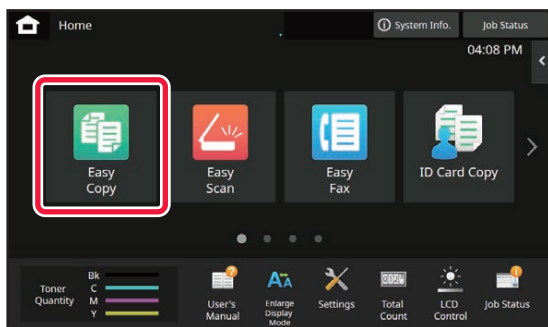 Home
System Info.
Job Status
04:08 PM
Easy
Copy
Easy
Scan
Easy
Fax
ID Card Copy
Toner
Quantity
Bk
C
M
Y
User's
Manual
Enlarge
Display
Mode
Settings
Total
Count
LCD
Control
Job Status